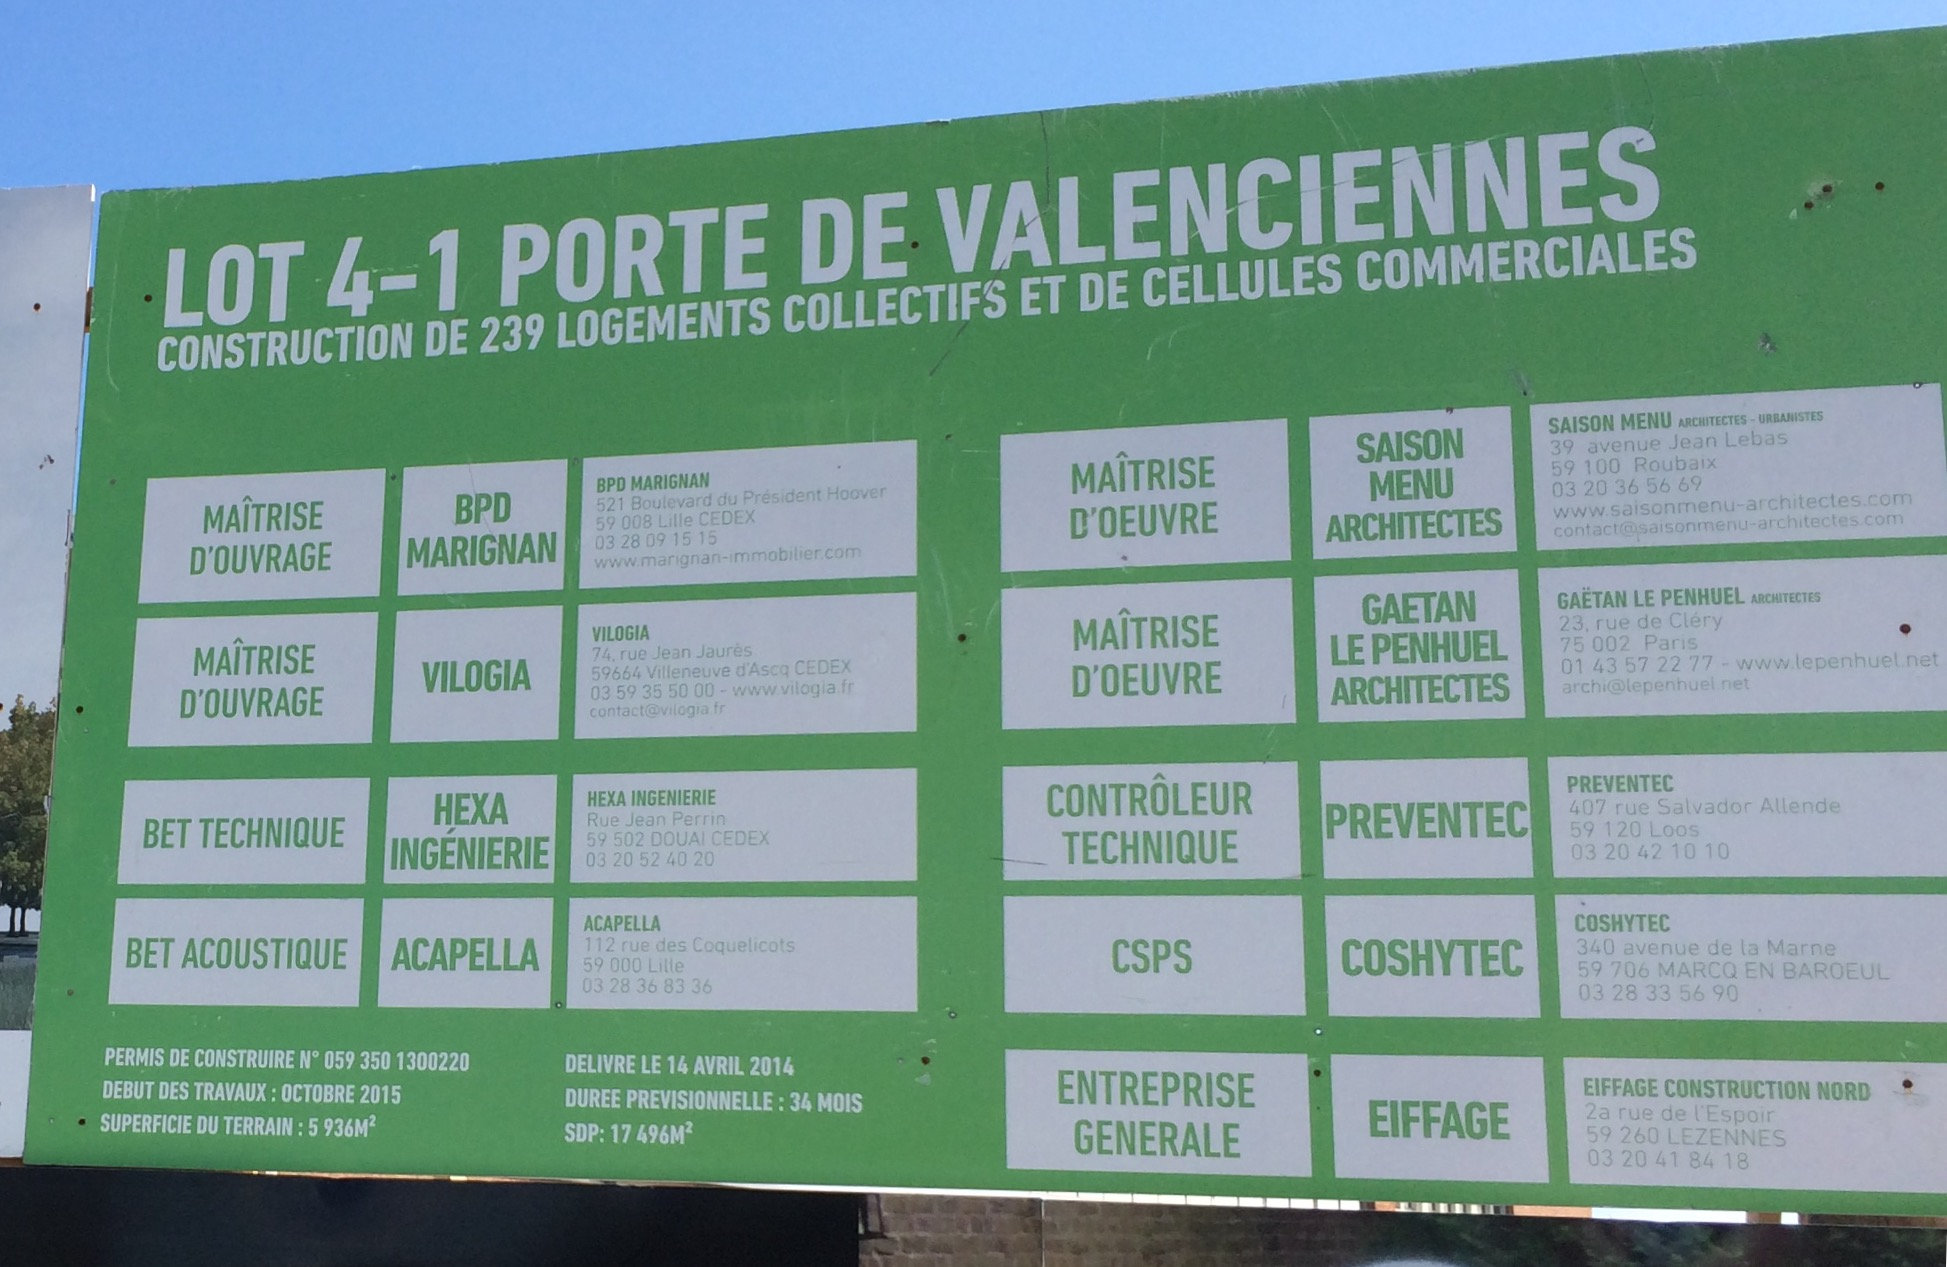 LOT 4-1 PORTE DE VALENCIENNES
CONSTRUCTION DE 239 LOGEMENTS COLLECTIFS ET DE CELLULES COMMERCIALES
MAÎTRISE
D'OUVRAGE
BPD
MARIGNAN
BPD MARIGNAN
521 Boulevard du Président Hoover
59 008 Lille CEDEX
03 28 09 15 15
www.marignan-immobilier.com
MAÎTRISE
D'OUVRAGE
VILOGIA
VILOGIA
74, rue Jean Jaurès
59664 Villeneuve d'Ascq CEDEX
03 59 35 50 00 - www.vilogia.fr
contact@vilogia.fr
BET TECHNIQUE
HEXA
INGÉNIERIE
HEXA INGENIERIE
Rue Jean Perrin
59 502 DOUAI CEDEX
03 20 52 40 20
BET ACOUSTIQUE
ACAPELLA
ACAPELLA
112 rue des Coquelicots
59 000 Lille
03 28 36 83 36
PERMIS DE CONSTRUIRE N° 059 350 1300220
DEBUT DES TRAVAUX : OCTOBRE 2015
SUPERFICIE DU TERRAIN : 5 936M²
DELIVRE LE 14 AVRIL 2014
DUREE PREVISIONNELLE : 34 MOIS
SDP: 17 496M²
MAÎTRISE
D'OEUVRE
SAISON
MENU
ARCHITECTES
SAISON MENU ARCHITECTES - URBANISTES
39 avenue Jean Lebas
59 100 Roubaix
03 20 36 56 69
www.saisonmenu-architectes.com
contact@saisonmenu-architectes.com
MAÎTRISE
D'OEUVRE
GAETAN
LE PENHUEL
ARCHITECTES
GAËTAN LE PENHUEL ARCHITECTES
23, rue de Cléry
75 002 Paris
01 43 57 22 77 - www.lepenhuel.net
archi@lepenhuel.net
CONTRÔLEUR
TECHNIQUE
PREVENTEC
PREVENTEC
407 rue Salvador Allende
59 120 Loos
03 20 42 10 10
CSPS
COSHYTEC
COSHYTEC
340 avenue de la Marne
59 706 MARCQ EN BAROEUL
03 28 33 56 90
ENTREPRISE
GENERALE
EIFFAGE
EIFFAGE CONSTRUCTION NORD
2a rue de l'Espoir
59 260 LEZENNES
03 20 41 84 18